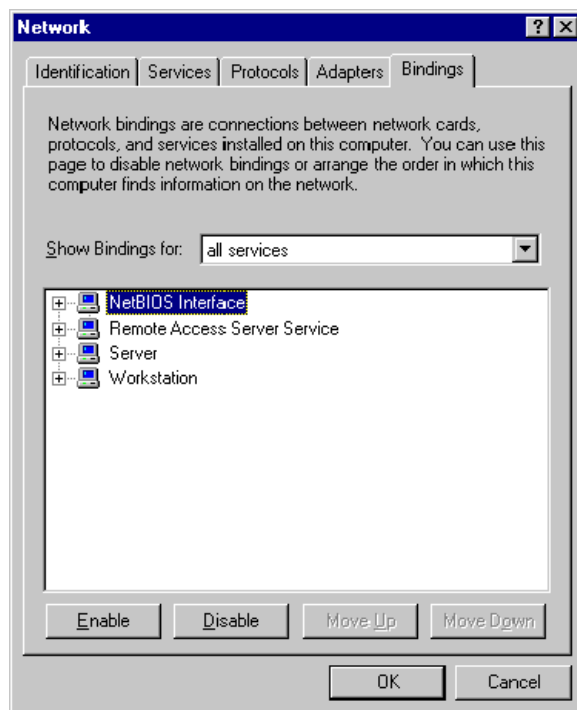 Network
Identification Services Protocols Adapters Bindings
Network bindings are connections between network cards,
protocols, and services installed on this computer. You can use this
page to disable network bindings or arrange the order in which this
computer finds information on the network.
Show Bindings for: all services
NetBIOS Interface
Remote Access Server Service
Server
Workstation
Enable Disable Move Up Move Down
OK Cancel